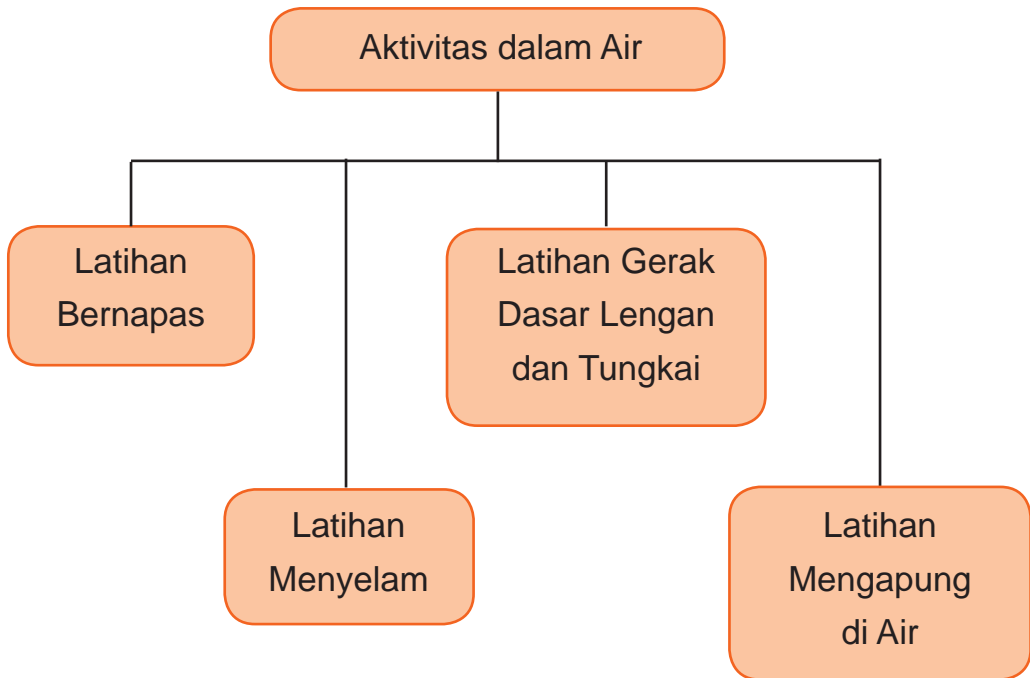 Aktivitas dalam Air
Latihan
Bernapas
Latihan Gerak
Dasar Lengan
dan Tungkai
Latihan
Menyelam
Latihan
Mengapung
di Air